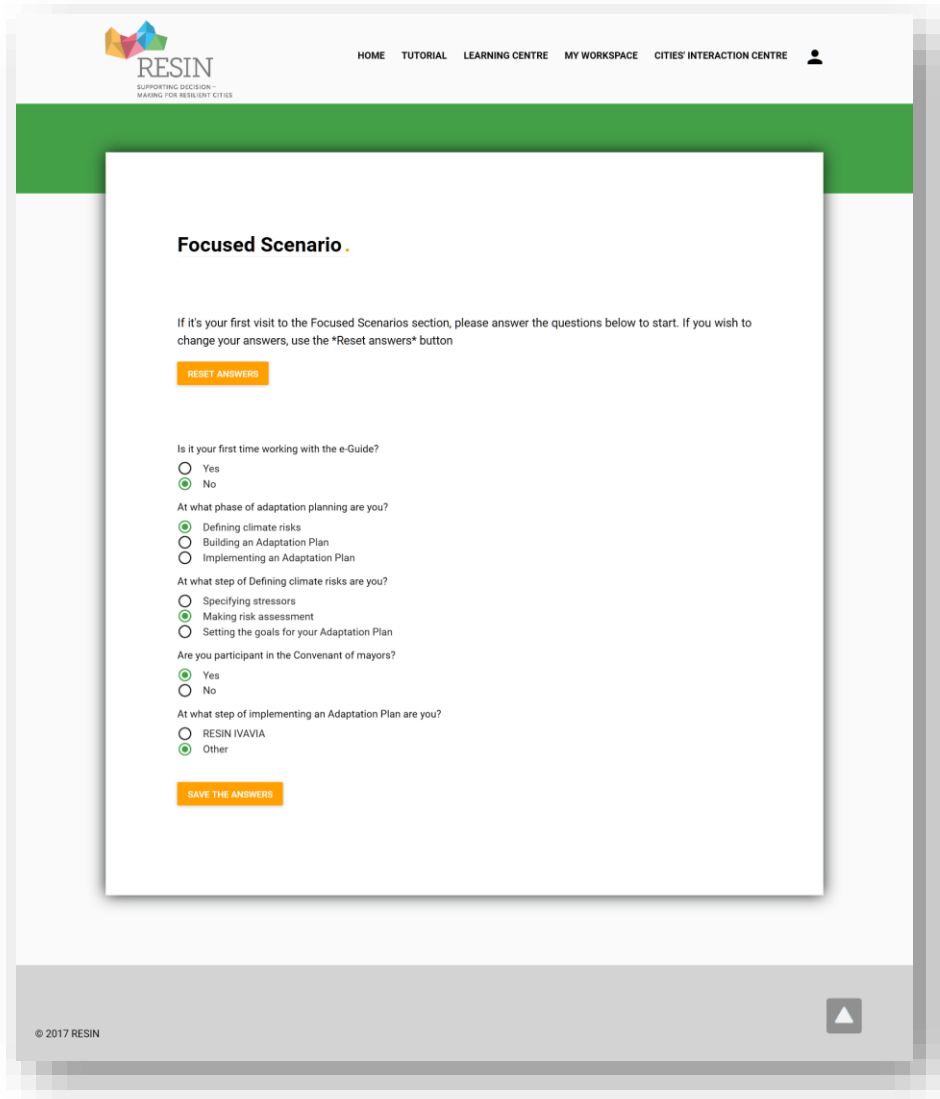 RESIN
SUPPORTING DECISION –
MAKING FOR RESILIENT CITIES
HOME TUTORIAL LEARNING CENTRE MY WORKSPACE CITIES' INTERACTION CENTRE
Focused Scenario.
If it's your first visit to the Focused Scenarios section, please answer the questions below to start. If you wish to
change your answers, use the *Reset answers* button
RESET ANSWERS
Is it your first time working with the e-Guide?
Yes
No
At what phase of adaptation planning are you?
Defining climate risks
Building an Adaptation Plan
Implementing an Adaptation Plan
At what step of Defining climate risks are you?
Specifying stressors
Making risk assessment
Setting the goals for your Adaptation Plan
Are you participant in the Convenant of mayors?
Yes
No
At what step of implementing an Adaptation Plan are you?
RESIN IVAVIA
Other
SAVE THE ANSWERS
© 2017 RESIN